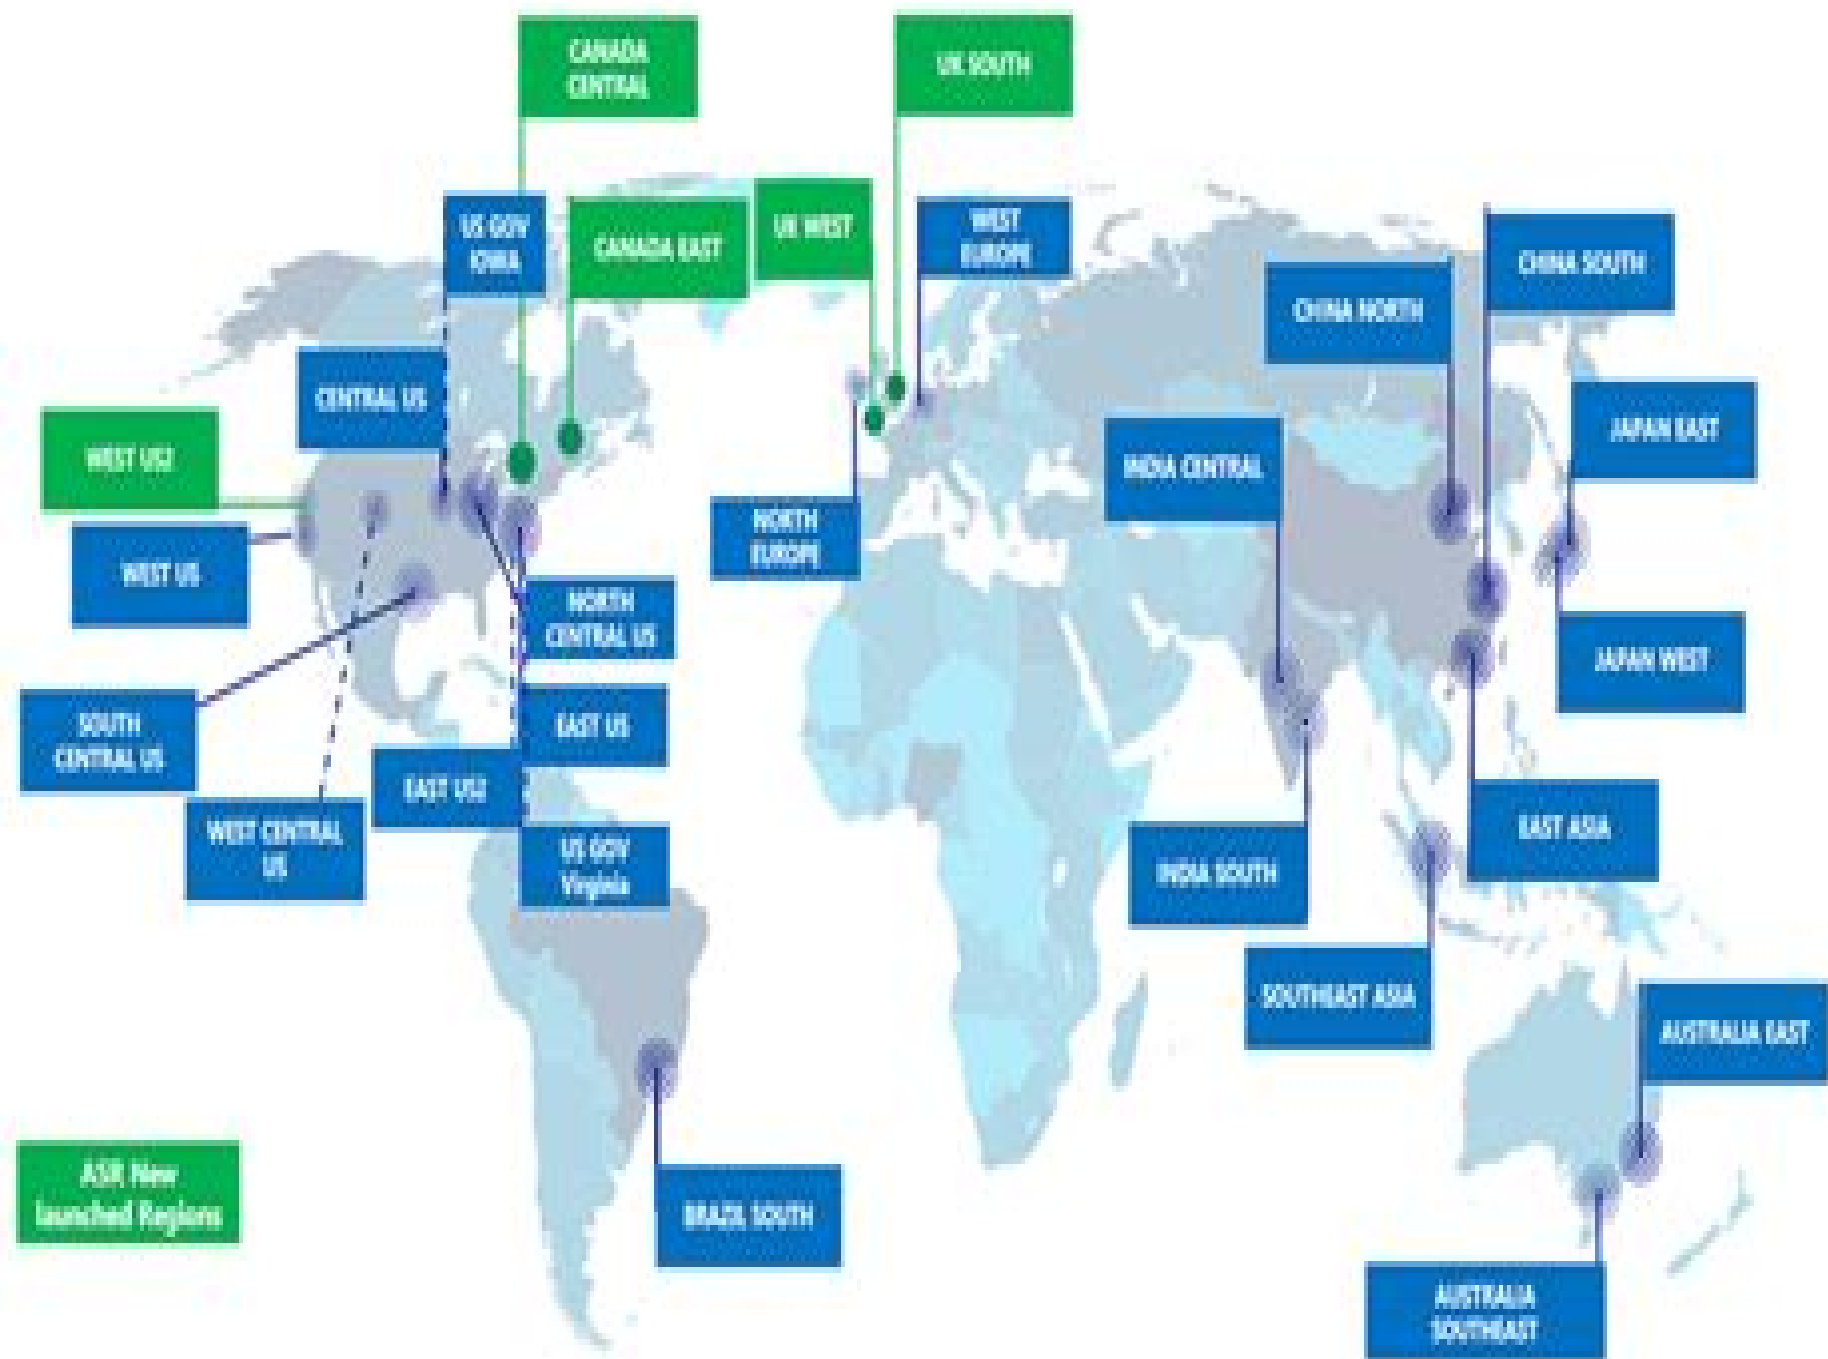 CANADA
CENTRAL
UK SOUTH
US GOV
IOWA
CANADA EAST
UK WEST
WEST
EUROPE
CHINA SOUTH
CHINA NORTH
CENTRAL US
JAPAN EAST
WEST US2
INDIA CENTRAL
NORTH
EUROPE
WEST US
NORTH
CENTRAL US
JAPAN WEST
SOUTH
CENTRAL US
EAST US
EAST US2
WEST CENTRAL
US
EAST ASIA
US GOV
Virginia
INDIA SOUTH
SOUTHEAST ASIA
AUSTRALIA EAST
ASR New
launched Regions
BRAZIL SOUTH
AUSTRALIA
SOUTHEAST